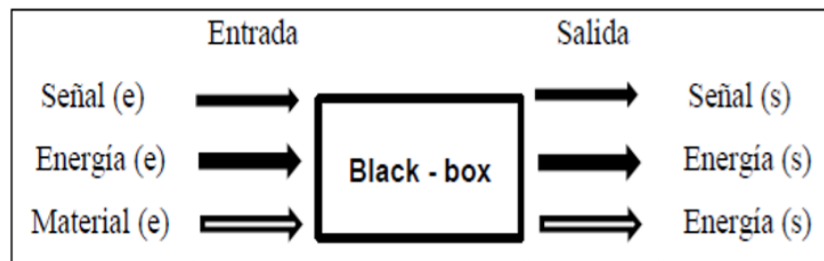 Entrada Salida
Señal (e) Señal (s)
Energía (e) Black - box Energía (s)
Material (e) Energía (s)